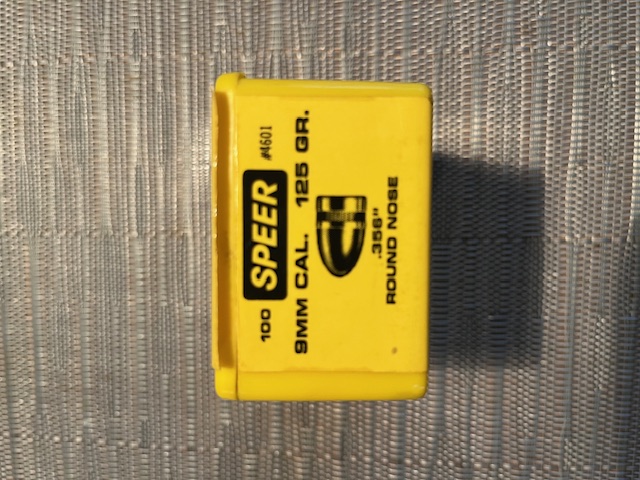 100 SPEER #4601
9MM CAL. 125 GR.
.356"
ROUND NOSE